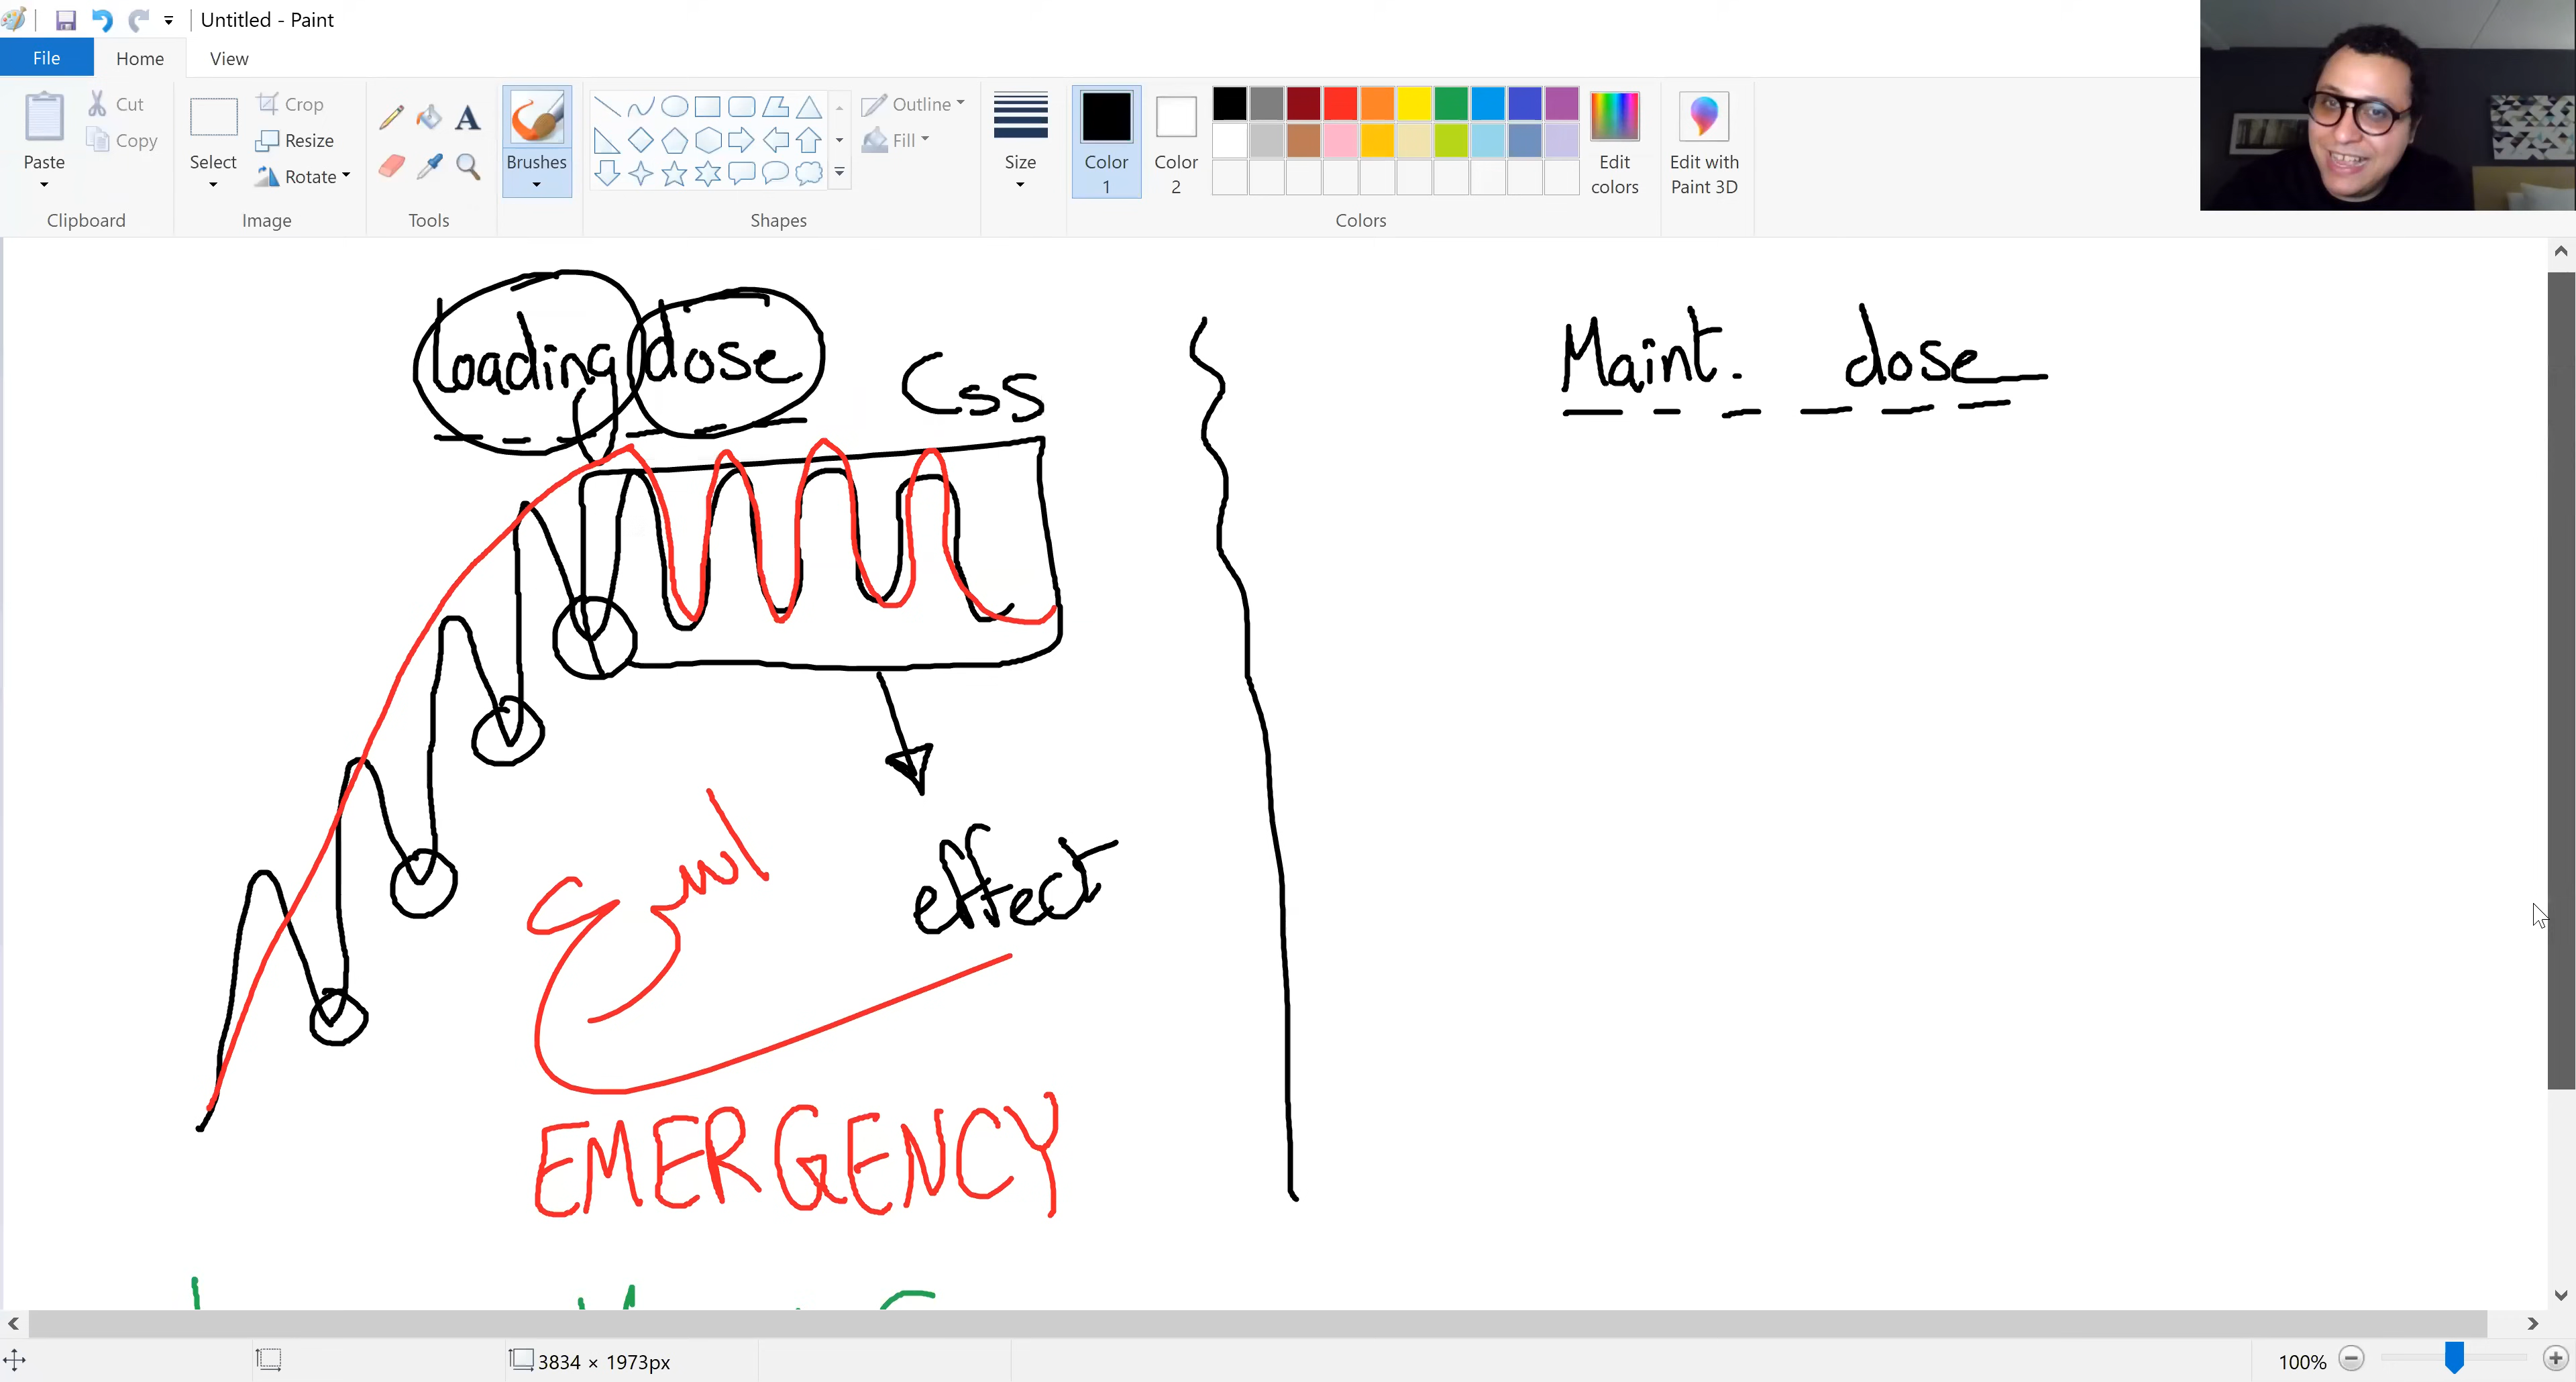 Untitled - Paint
File Home View
Paste
Cut
Copy
Clipboard
Select
Crop
Resize
Rotate
Image
Tools
Brushes
Shapes
Outline
Fill
Size
Color 1
Color 2
Colors
Edit colors
Edit with Paint 3D
loading dose
Css
Maint. dose
effect
EMERGENCY
3834 × 1973px
100%